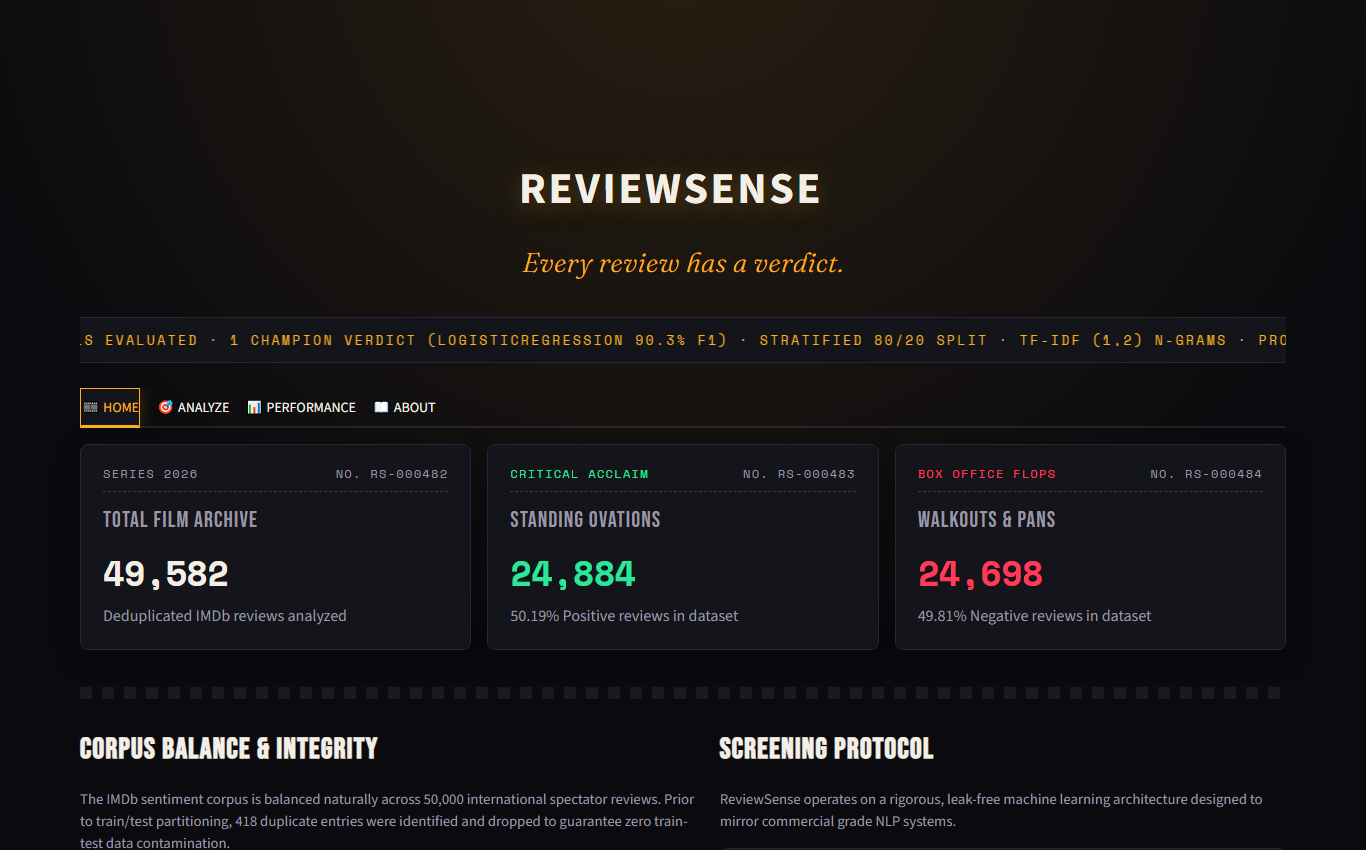 REVIEWSENSE
Every review has a verdict.
EVALUATED · 1 CHAMPION VERDICT (LOGISTICREGRESSION 90.3% F1) · STRATIFIED 80/20 SPLIT · TF-IDF (1,2) N-GRAMS ·
HOME ANALYZE PERFORMANCE ABOUT
SERIES 2026 NO. RS-000482
TOTAL FILM ARCHIVE
49,582
Deduplicated IMDb reviews analyzed
CRITICAL ACCLAIM NO. RS-000483
STANDING OVATIONS
24,884
50.19% Positive reviews in dataset
BOX OFFICE FLOPS NO. RS-000484
WALKOUTS & PANS
24,698
49.81% Negative reviews in dataset
CORPUS BALANCE & INTEGRITY
The IMDb sentiment corpus is balanced naturally across 50,000 international spectator reviews. Prior
to train/test partitioning, 418 duplicate entries were identified and dropped to guarantee zero train-
test data contamination.
SCREENING PROTOCOL
ReviewSense operates on a rigorous, leak-free machine learning architecture designed to
mirror commercial grade NLP systems.